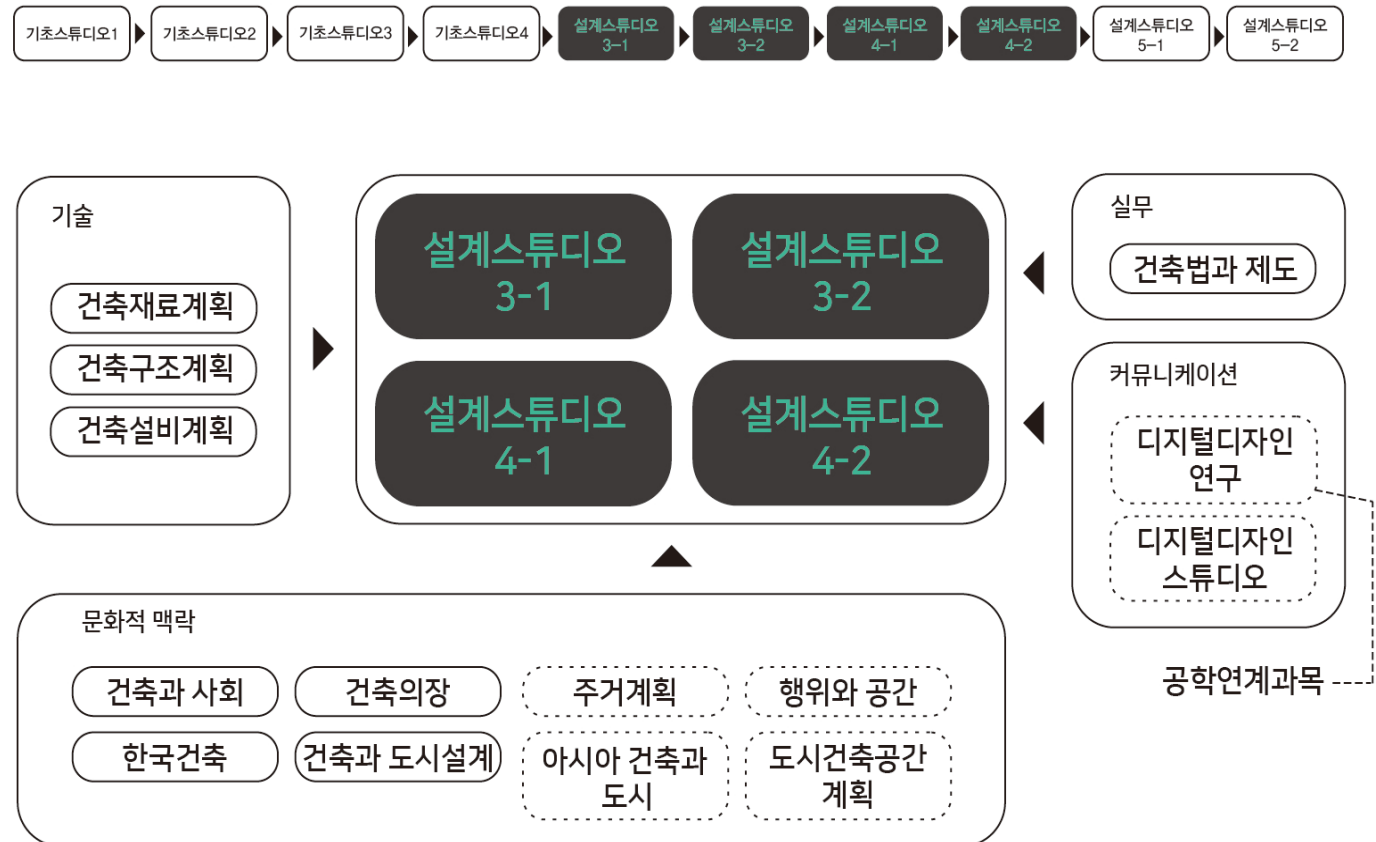 기초스튜디오1
기초스튜디오2
기초스튜디오3
기초스튜디오4
설계스튜디오
3–1
설계스튜디오
3–2
설계스튜디오
4–1
설계스튜디오
4–2
설계스튜디오
5–1
설계스튜디오
5–2
기술
건축재료계획
건축구조계획
건축설비계획
설계스튜디오
3-1
설계스튜디오
3-2
설계스튜디오
4-1
설계스튜디오
4-2
실무
건축법과 제도
커뮤니케이션
디지털디자인
연구
디지털디자인
스튜디오
공학연계과목
문화적 맥락
건축과 사회
건축의장
주거계획
행위와 공간
한국건축
건축과 도시설계
아시아 건축과
도시
도시건축공간
계획